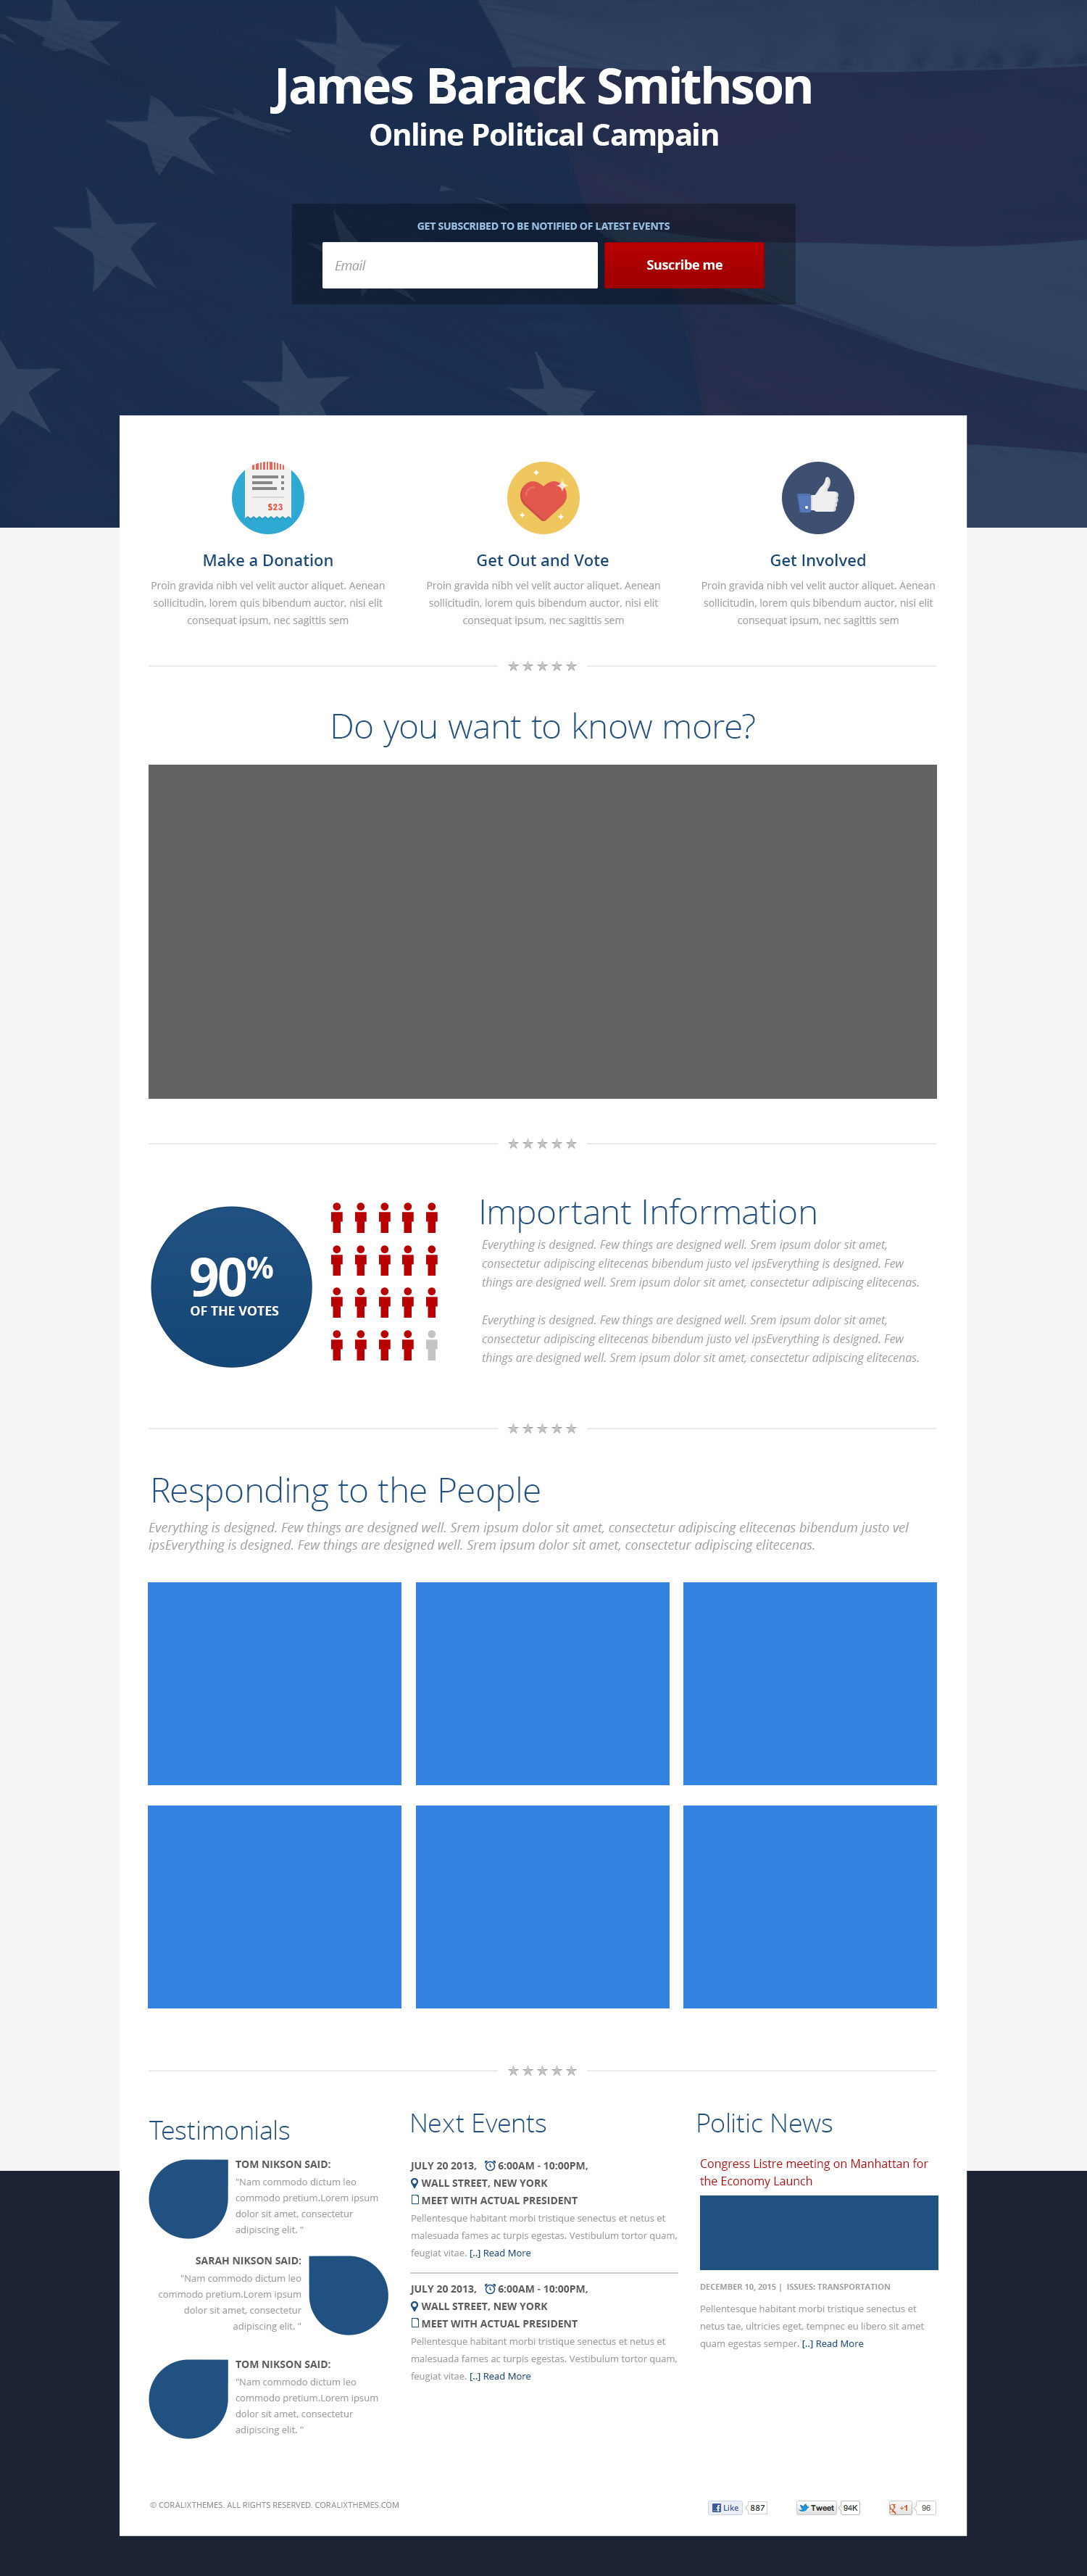 James Barack Smithson
Online Political Campain
GET SUBSCRIBED TO BE NOTIFIED OF LATEST EVENTS
Email
Suscribe me
$23
Make a Donation
Proin gravida nibh vel velit auctor aliquet. Aenean
sollicitudin, lorem quis bibendum auctor, nisi elit
consequat ipsum, nec sagittis sem
Get Out and Vote
Proin gravida nibh vel velit auctor aliquet. Aenean
sollicitudin, lorem quis bibendum auctor, nisi elit
consequat ipsum, nec sagittis sem
Get Involved
Proin gravida nibh vel velit auctor aliquet. Aenean
sollicitudin, lorem quis bibendum auctor, nisi elit
consequat ipsum, nec sagittis sem
Do you want to know more?
90%
OF THE VOTES
Important Information
Everything is designed. Few things are designed well. Srem ipsum dolor sit amet,
consectetur adipiscing elitecenas bibendum justo vel ipsEverything is designed. Few
things are designed well. Srem ipsum dolor sit amet, consectetur adipiscing elitecenas.
Everything is designed. Few things are designed well. Srem ipsum dolor sit amet,
consectetur adipiscing elitecenas bibendum justo vel ipsEverything is designed. Few
things are designed well. Srem ipsum dolor sit amet, consectetur adipiscing elitecenas.
Responding to the People
Everything is designed. Few things are designed well. Srem ipsum dolor sit amet, consectetur adipiscing elitecenas bibendum justo vel
ipsEverything is designed. Few things are designed well. Srem ipsum dolor sit amet, consectetur adipiscing elitecenas.
Testimonials
TOM NIKSON SAID:
"Nam commodo dictum leo
commodo pretium.Lorem ipsum
dolor sit amet, consectetur
adipiscing elit. "
SARAH NIKSON SAID:
"Nam commodo dictum leo
commodo pretium.Lorem ipsum
dolor sit amet, consectetur
adipiscing elit. "
TOM NIKSON SAID:
"Nam commodo dictum leo
commodo pretium.Lorem ipsum
dolor sit amet, consectetur
adipiscing elit. "
Next Events
JULY 20 2013, 6:00AM - 10:00PM,
WALL STREET, NEW YORK
MEET WITH ACTUAL PRESIDENT
Pellentesque habitant morbi tristique senectus et netus et
malesuada fames ac turpis egestas. Vestibulum tortor quam,
feugiat vitae. [..] Read More
JULY 20 2013, 6:00AM - 10:00PM,
WALL STREET, NEW YORK
MEET WITH ACTUAL PRESIDENT
Pellentesque habitant morbi tristique senectus et netus et
malesuada fames ac turpis egestas. Vestibulum tortor quam,
feugiat vitae. [..] Read More
Politic News
Congress Listre meeting on Manhattan for
the Economy Launch
DECEMBER 10, 2015 | ISSUES: TRANSPORTATION
Pellentesque habitant morbi tristique senectus et
netus tae, ultricies eget, tempnec eu libero sit amet
quam egestas semper. [..] Read More
© CORALIXTHEMES. ALL RIGHTS RESERVED. CORALIXTHEMES.COM
Like 887
Tweet 94K
g +1 96